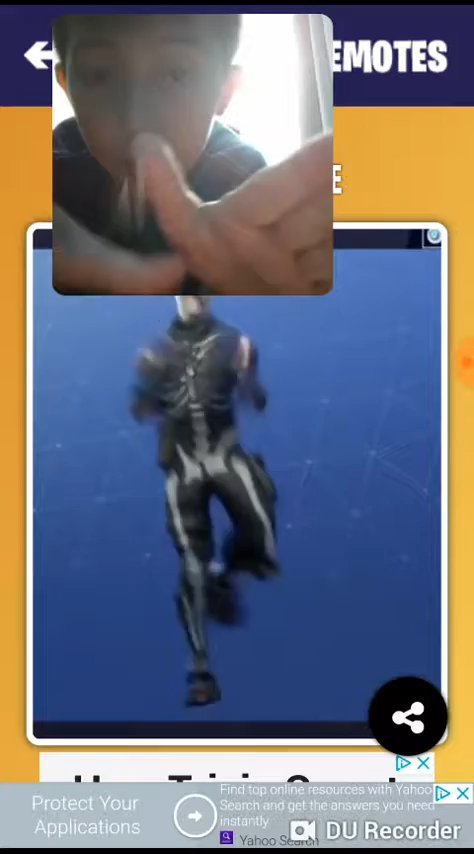 EMOTES
E
Protect Your
Applications
Find top online resources with Yahoo
Search and get the answers you need
instantly.
Yahoo Search
DU Recorder